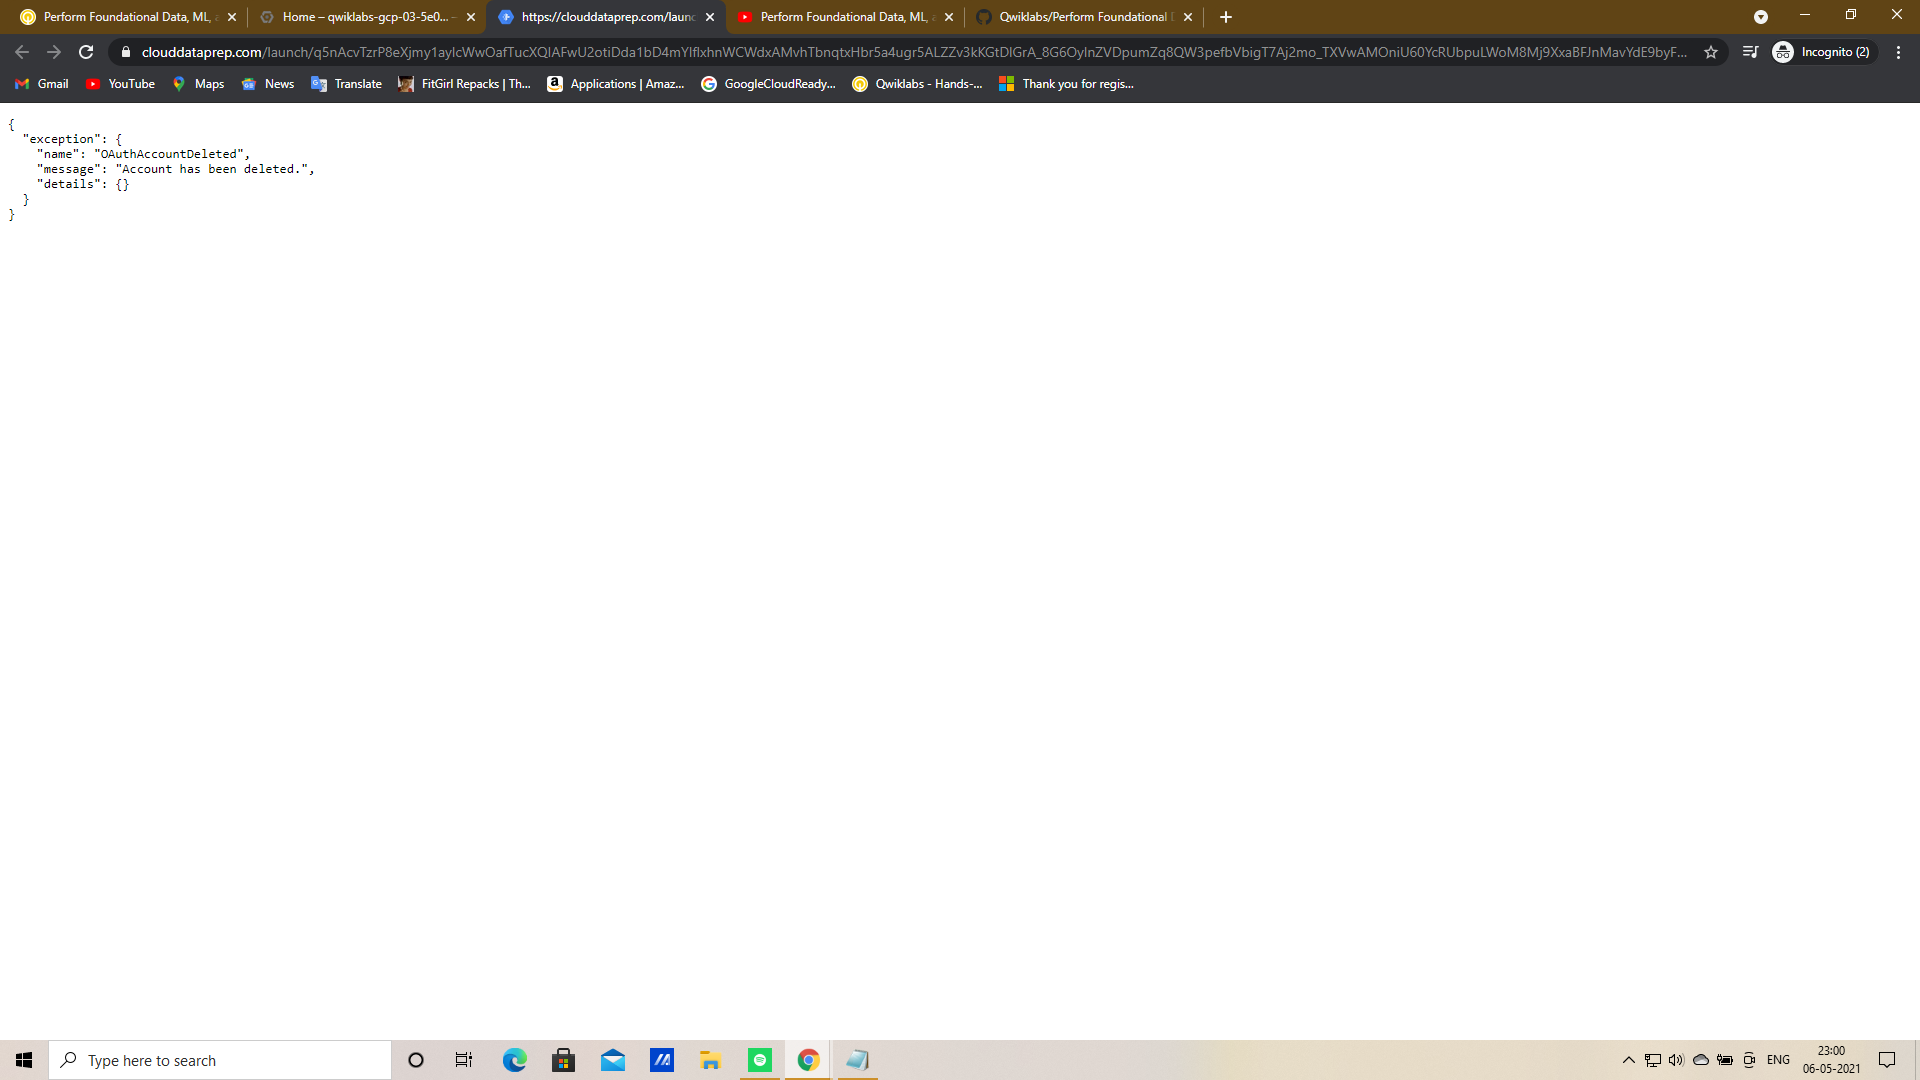 Perform Foundational Data, ML,
Home – qwiklabs-gcp-03-5e0...
https://clouddataprep.com/laun
Perform Foundational Data, ML,
Qwiklabs/Perform Foundational
clouddataprep.com/launch/
Incognito (2)
Gmail
YouTube
Maps
News
Translate
FitGirl Repacks | Th...
Applications | Amaz...
GoogleCloudReady...
Qwiklabs - Hands-...
Thank you for regis...
{
"exception": {
"name": "OAuthAccountDeleted",
"message": "Account has been deleted.",
"details": {}
}
}
Type here to search
ENG
23:00
06-05-2021